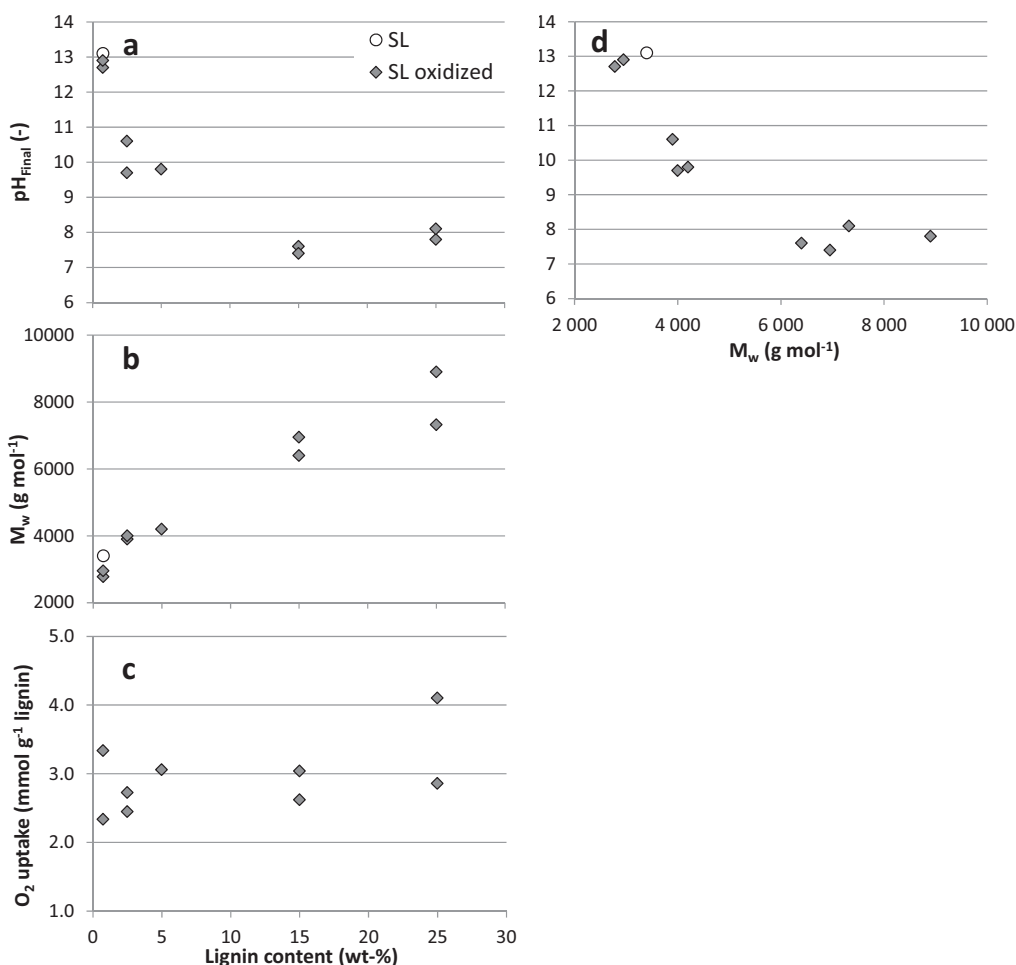 a
SL
SL oxidized
14
13
12
11
10
9
8
7
6
pH_Final (-)
b
10000
8000
6000
4000
2000
M_w (g mol⁻¹)
c
5.0
4.0
3.0
2.0
1.0
O₂ uptake (mmol g⁻¹ lignin)
0 5 10 15 20 25 30
Lignin content (wt-%)
d
14
13
12
11
10
9
8
7
6
2 000 4 000 6 000 8 000 10 000
M_w (g mol⁻¹)